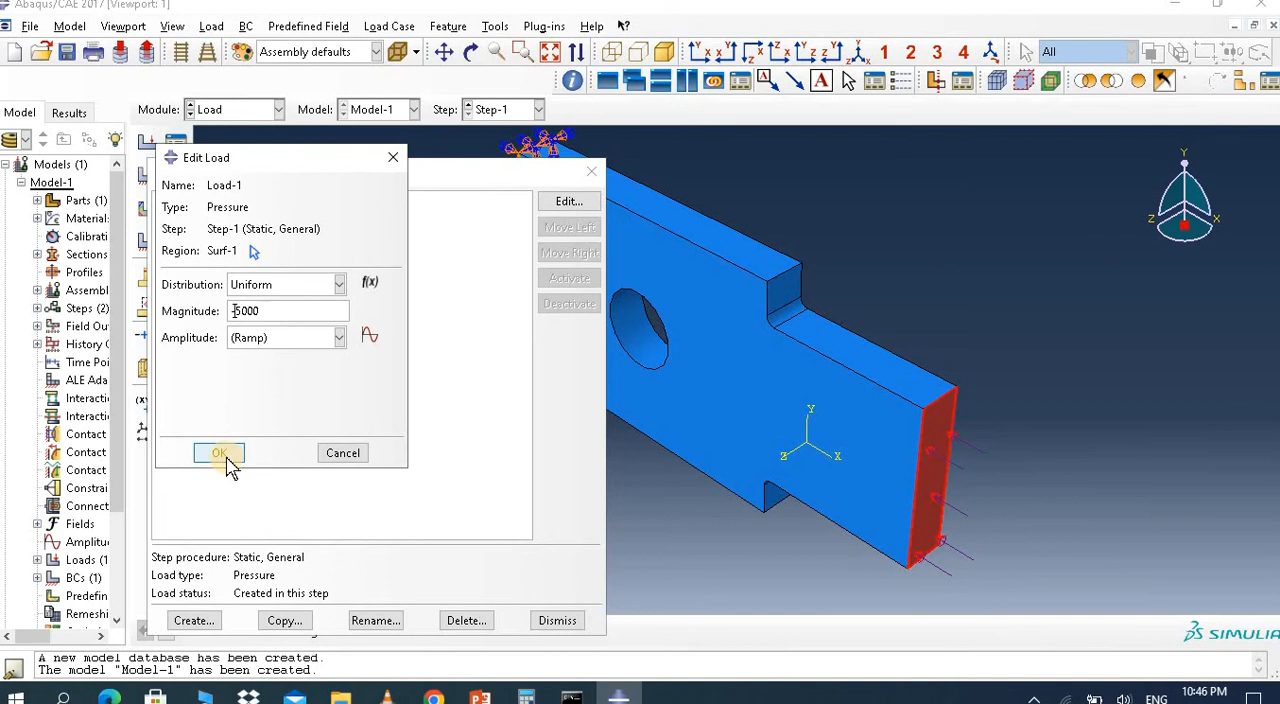 Abaqus/CAE 2017 [Viewport: 1]
File Model Viewport View Load BC Predefined Field Load Case Feature Tools Plug-ins Help
Assembly defaults 1 2 3 4 All
Model Results Module: Load Model: Model-1 Step: Step-1
Models (1)
Model-1
Parts (1)
Material
Calibrati
Sections
Profiles
Assembl
Steps (2)
Field Out
History
Time Poi
ALE Ada
Interactio
Interactio
Contact
Contact
Contact
Constrai
Connect
Fields
Amplitud
Loads (1)
BCs (1)
Predefin
Remeshi
Edit Load
Name: Load-1
Type: Pressure
Step: Step-1 (Static, General)
Region: Surf-1
Distribution: Uniform f(x)
Magnitude: -5000
Amplitude: (Ramp)
OK Cancel
Edit...
Move Left
Move Right
Activate
Deactivate
Step procedure: Static, General
Load type: Pressure
Load status: Created in this step
Create... Copy... Rename... Delete... Dismiss
Y
Z X
Y
Z X
SIMULIA
A new model database has been created.
The model "Model-1" has been created.
ENG 10:46 PM